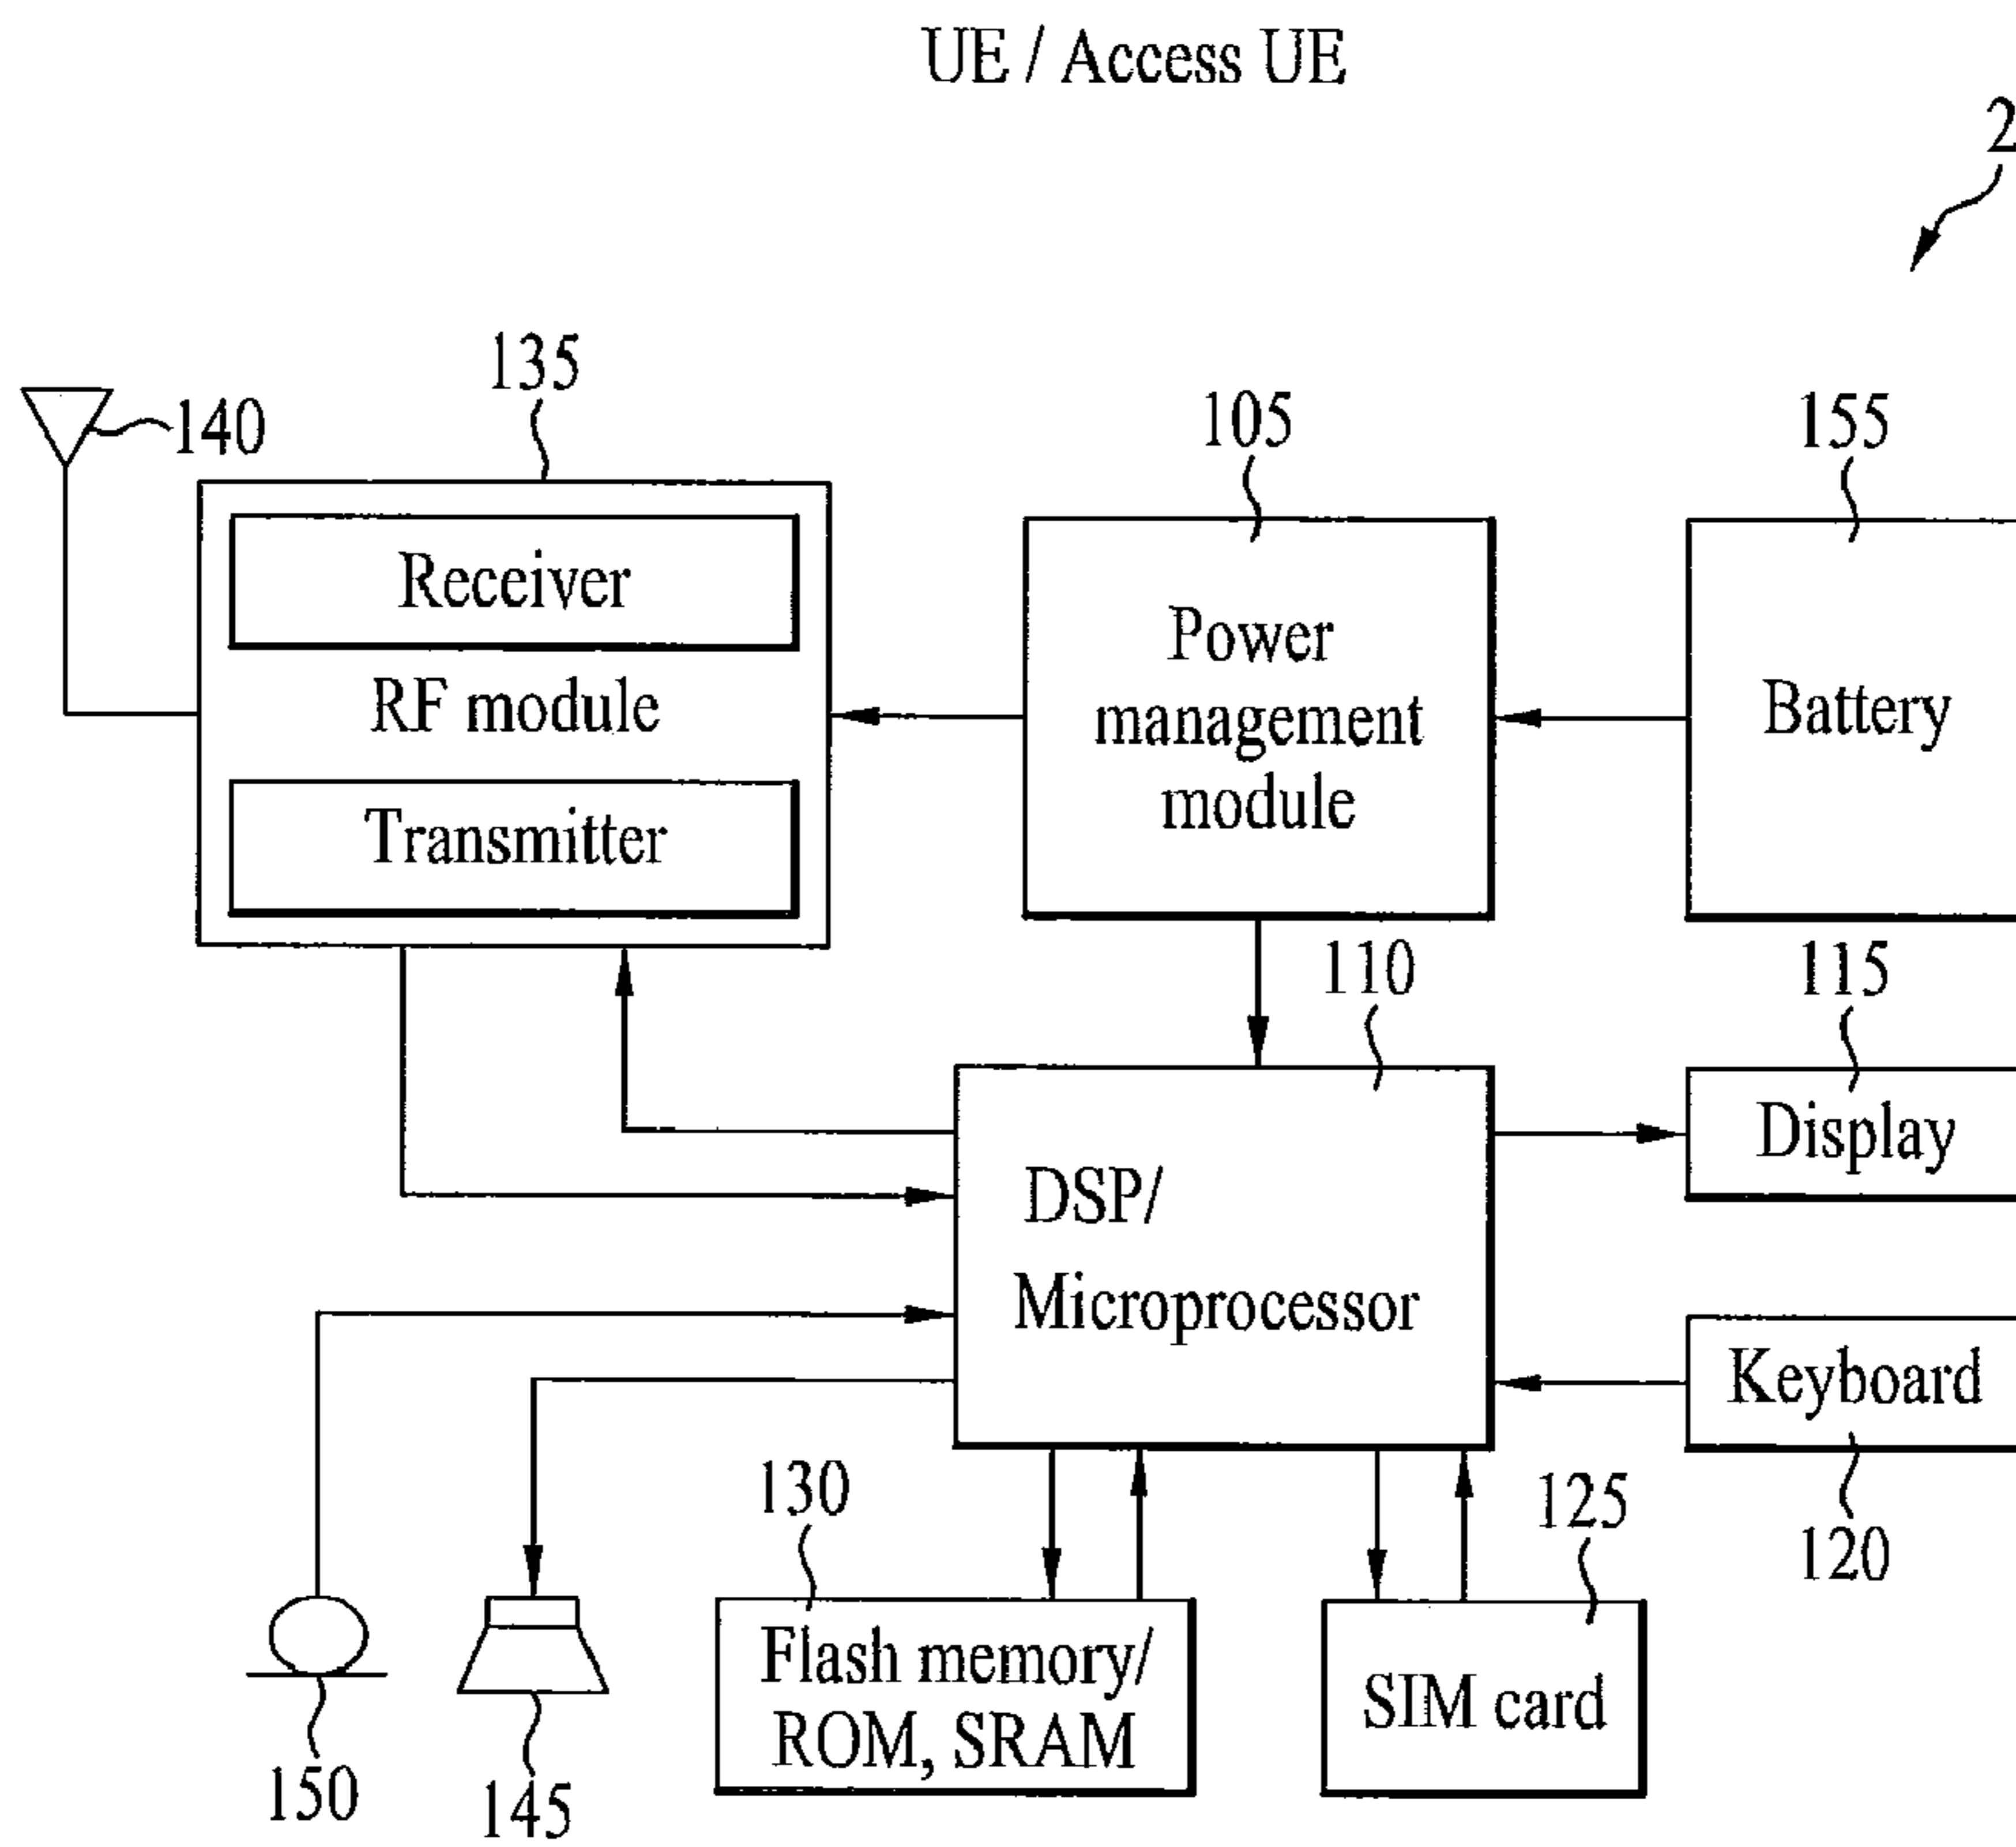 UE / Access UE
2
135
140
105
155
Receiver
RF module
Transmitter
Power
management
module
Battery
110
115
DSP/
Microprocessor
Display
Keyboard
120
130
125
Flash memory/
ROM, SRAM
SIM card
150
145